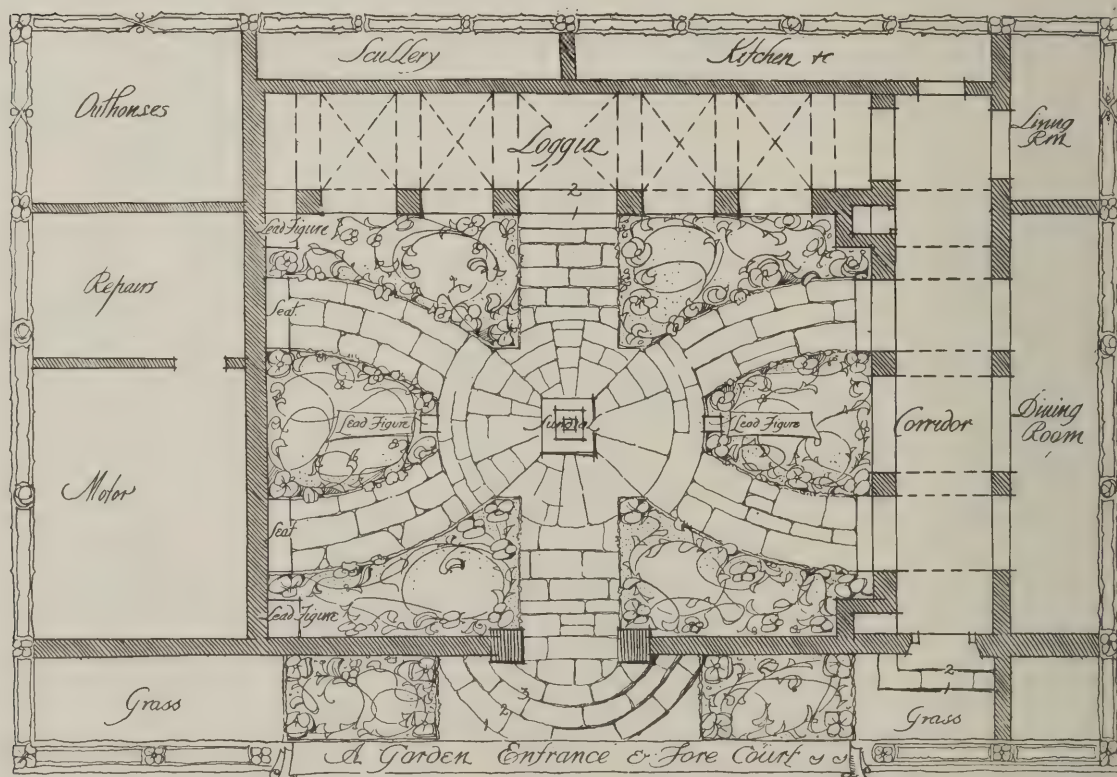 Scullery
Kitchen &c
Outhouses
Living
Rm
Loggia
2
1
Lead Figure
Repairs
Seat.
Lead Figure
Sundial
Lead Figure
Corridor
Dining
Room
Motor
Seat
Lead Figure
3
2
1
2
1
Grass
Grass
A Garden Entrance & Fore Court